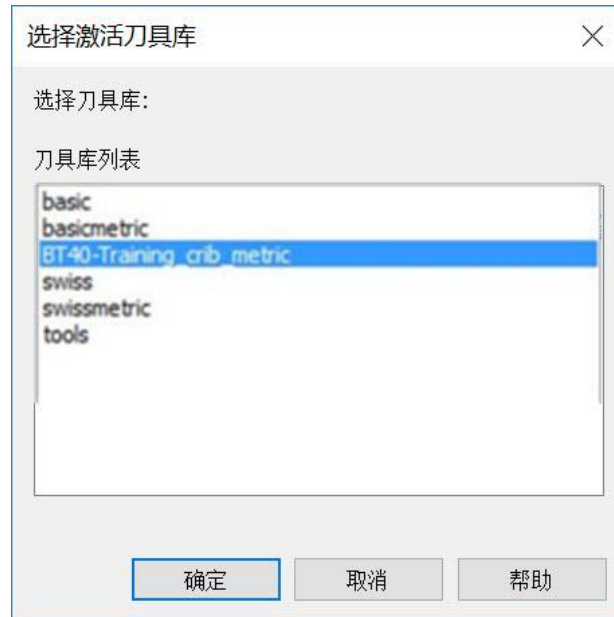 选择激活刀具库
选择刀具库:
刀具库列表
basic
basicmetric
BT40-Training_crib_metric
swiss
swissmetric
tools
确定 取消 帮助